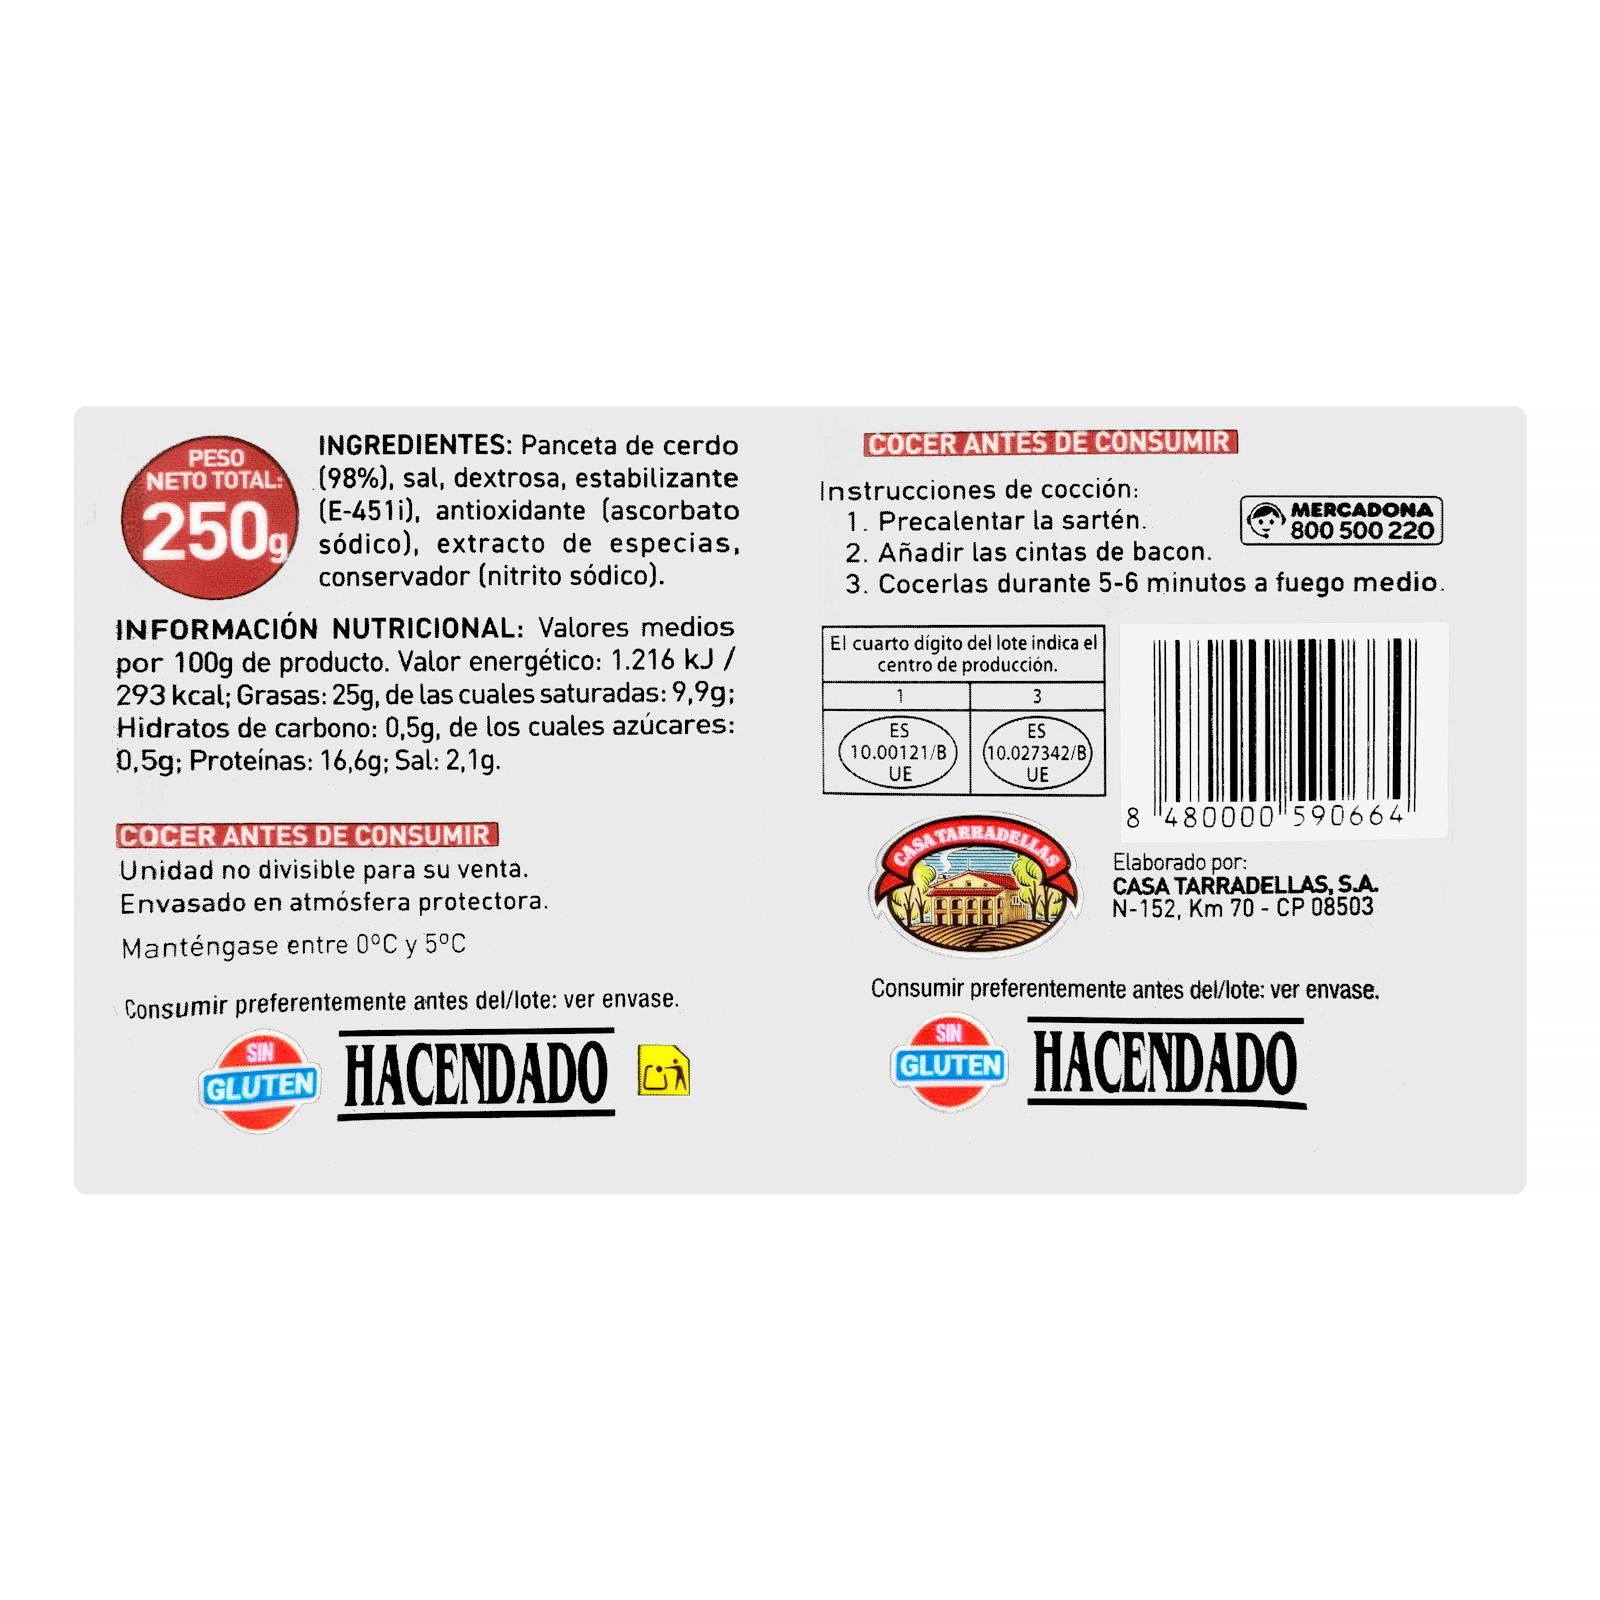 PESO
NETO TOTAL:
250g
INGREDIENTES: Panceta de cerdo
(98%), sal, dextrosa, estabilizante
(E-451i), antioxidante (ascorbato
sódico), extracto de especias,
conservador (nitrito sódico).
INFORMACIÓN NUTRICIONAL: Valores medios
por 100g de producto. Valor energético: 1.216 kJ /
293 kcal; Grasas: 25g, de las cuales saturadas: 9,9g;
Hidratos de carbono: 0,5g, de los cuales azúcares:
0,5g; Proteínas: 16,6g; Sal: 2,1g.
COCER ANTES DE CONSUMIR
Unidad no divisible para su venta.
Envasado en atmósfera protectora.
Manténgase entre 0ºC y 5ºC
Consumir preferentemente antes del/lote: ver envase.
SIN
GLUTEN
HACENDADO
COCER ANTES DE CONSUMIR
Instrucciones de cocción:
1. Precalentar la sartén.
2. Añadir las cintas de bacon.
3. Cocerlas durante 5-6 minutos a fuego medio.
MERCADONA
800 500 220
El cuarto dígito del lote indica el
centro de producción.
1 3
ES
10.00121/B
UE
ES
10.027342/B
UE
8 480000 590664
CASA TARRADELLAS
Elaborado por:
CASA TARRADELLAS, S.A.
N-152, Km 70 - CP 08503
Consumir preferentemente antes del/lote: ver envase.
SIN
GLUTEN
HACENDADO